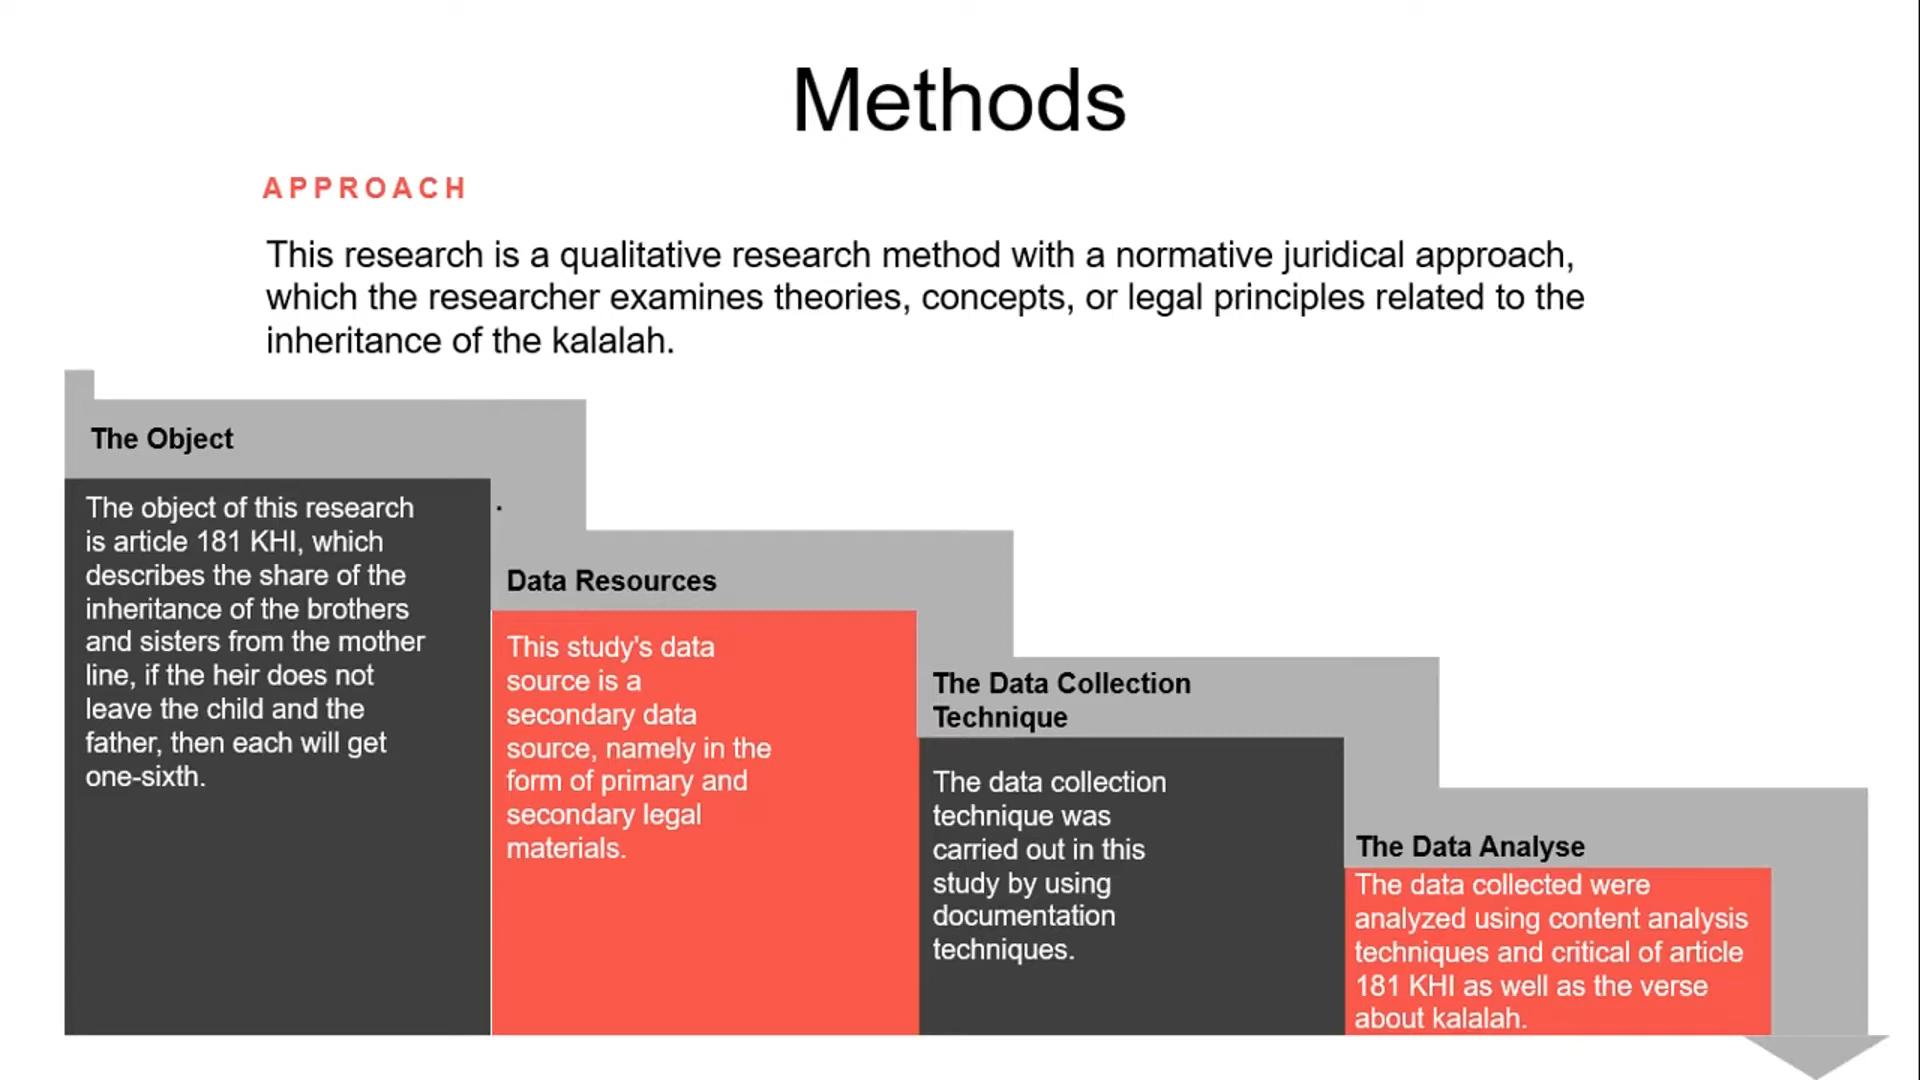 Methods
APPROACH
This research is a qualitative research method with a normative juridical approach,
which the researcher examines theories, concepts, or legal principles related to the
inheritance of the kalalah.
The Object
The object of this research
is article 181 KHI, which
describes the share of the
inheritance of the brothers
and sisters from the mother
line, if the heir does not
leave the child and the
father, then each will get
one-sixth.
.
Data Resources
This study's data
source is a
secondary data
source, namely in the
form of primary and
secondary legal
materials.
The Data Collection
Technique
The data collection
technique was
carried out in this
study by using
documentation
techniques.
The Data Analyse
The data collected were
analyzed using content analysis
techniques and critical of article
181 KHI as well as the verse
about kalalah.